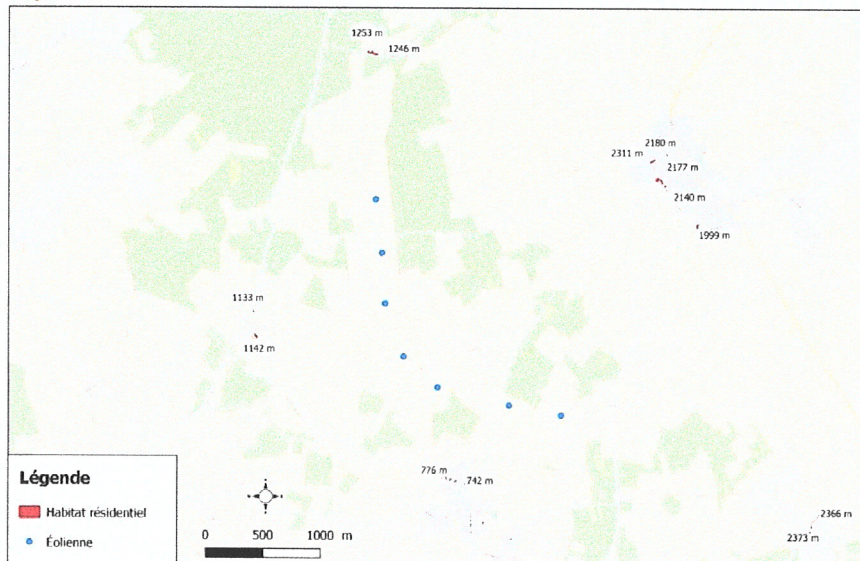 1253 m
1246 m
2180 m
2311 m
2177 m
2140 m
1999 m
1133 m
1142 m
776 m
742 m
2366 m
2373 m
Légende
Habitat résidentiel
Éolienne
0 500 1000 m